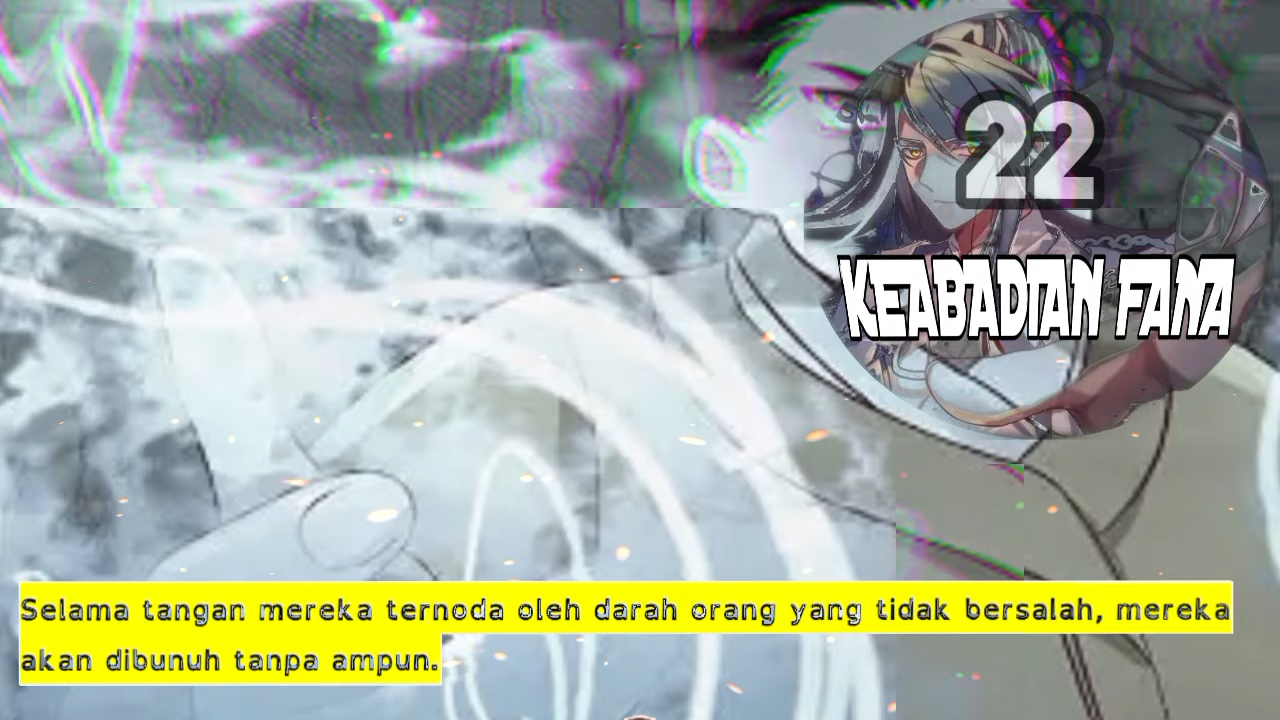 22
KEABADIAN FANA
Selama tangan mereka ternoda oleh darah orang yang tidak bersalah, mereka
akan dibunuh tanpa ampun.